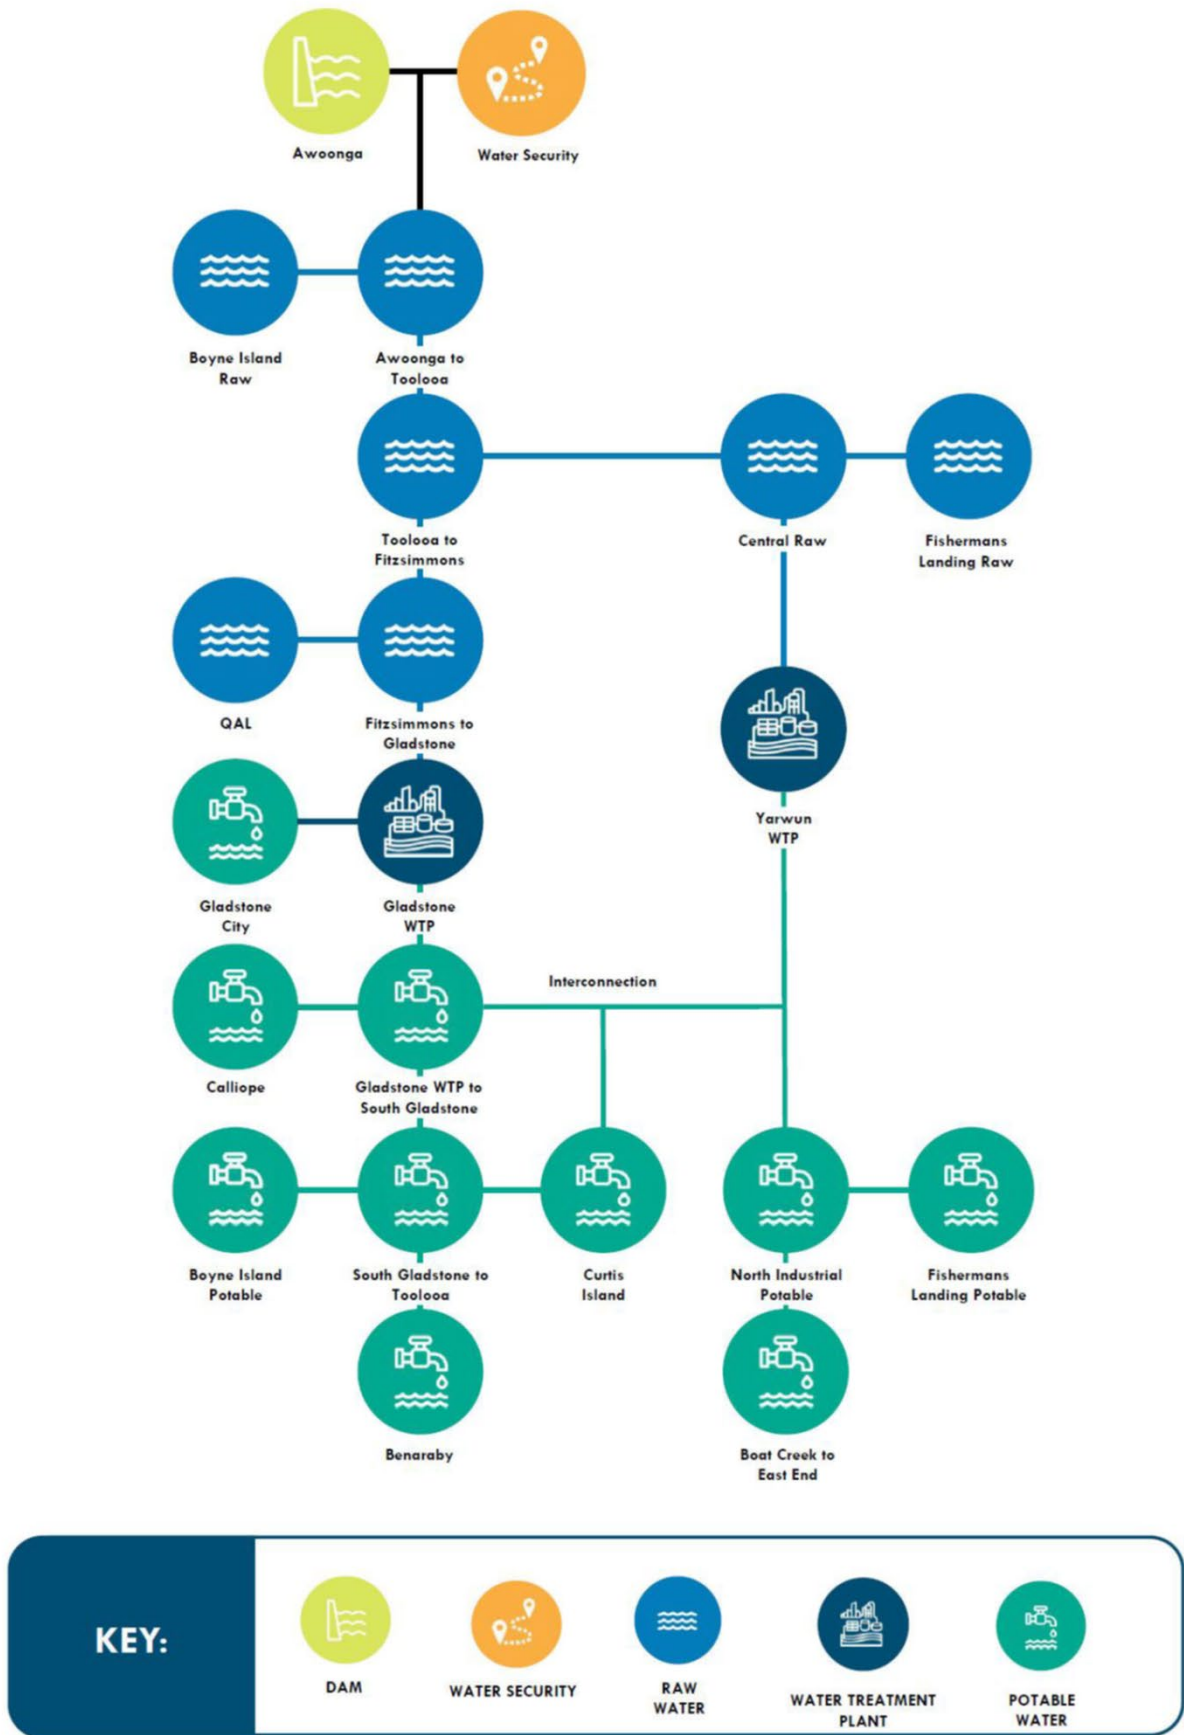 Awoonga
Water Security
Boyne Island
Raw
Awoonga to
Toolooa
Toolooa to
Fitzsimmons
Central Raw
Fishermans
Landing Raw
QAL
Fitzsimmons to
Gladstone
Yarwun
WTP
Gladstone
City
Gladstone
WTP
Interconnection
Calliope
Gladstone WTP to
South Gladstone
Boyne Island
Potable
South Gladstone to
Toolooa
Curtis
Island
North Industrial
Potable
Fishermans
Landing Potable
Benaraby
Boat Creek to
East End
KEY:
DAM
WATER SECURITY
RAW
WATER
WATER TREATMENT
PLANT
POTABLE
WATER